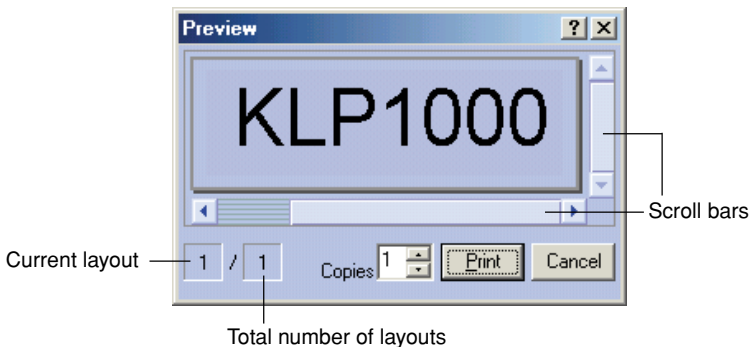 Preview
KLP1000
Scroll bars
Current layout
1 / 1
Copies 1
Print
Cancel
Total number of layouts